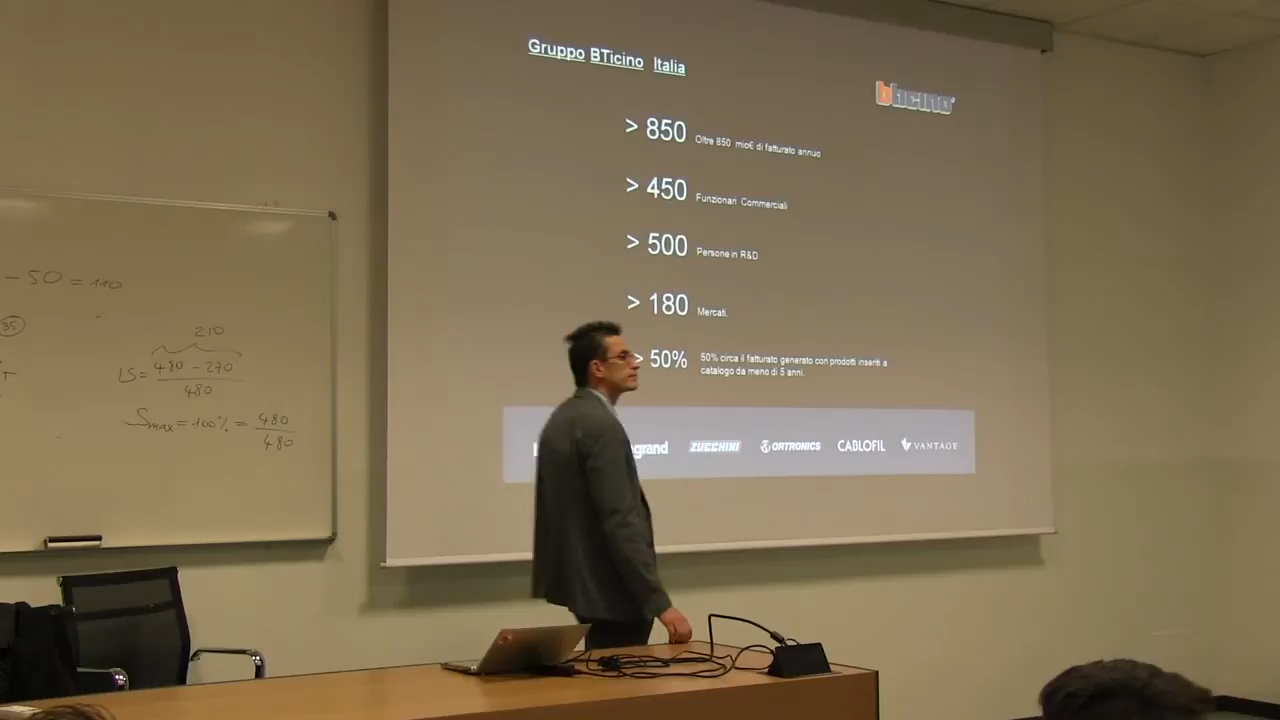 Gruppo BTicino Italia
bticino
> 850 Oltre 850 mio€ di fatturato annuo
> 450 Funzionari Commerciali
> 500 Persone in R&D
> 180 Mercati.
> 50% 50% circa il fatturato generato con prodotti inseriti a
catalogo da meno di 5 anni.
grand ZUCCHINI ORTRONICS CABLOFIL VANTAGE
- 50 = 110
35
T
210
LS= 480 - 270
480
Smax = 100% = 480
480